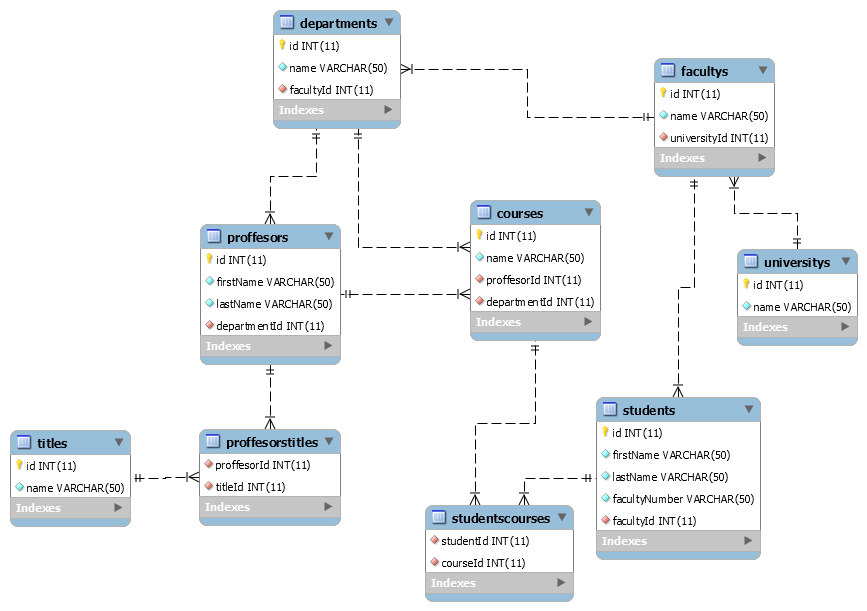 departments
id INT(11)
name VARCHAR(50)
facultyId INT(11)
Indexes
facultys
id INT(11)
name VARCHAR(50)
universityId INT(11)
Indexes
proffesors
id INT(11)
firstName VARCHAR(50)
lastName VARCHAR(50)
departmentId INT(11)
Indexes
courses
id INT(11)
name VARCHAR(50)
proffesorId INT(11)
departmentId INT(11)
Indexes
universitys
id INT(11)
name VARCHAR(50)
Indexes
titles
id INT(11)
name VARCHAR(50)
Indexes
proffesorstitles
proffesorId INT(11)
titleId INT(11)
Indexes
students
id INT(11)
firstName VARCHAR(50)
lastName VARCHAR(50)
facultyNumber VARCHAR(50)
facultyId INT(11)
Indexes
studentscourses
studentId INT(11)
courseId INT(11)
Indexes